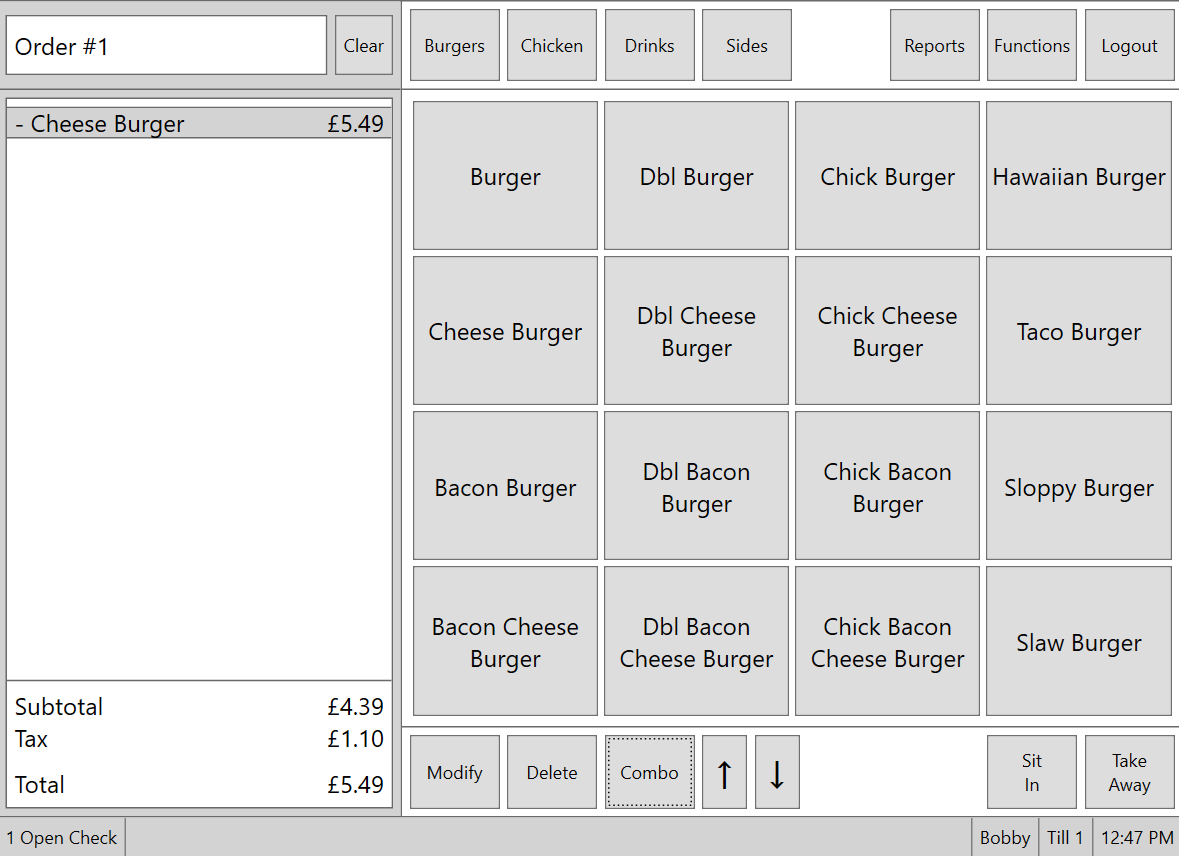 Order #1
Clear
Burgers
Chicken
Drinks
Sides
Reports
Functions
Logout
- Cheese Burger £5.49
Subtotal £4.39
Tax £1.10
Total £5.49
Burger
Dbl Burger
Chick Burger
Hawaiian Burger
Cheese Burger
Dbl Cheese
Burger
Chick Cheese
Burger
Taco Burger
Bacon Burger
Dbl Bacon
Burger
Chick Bacon
Burger
Sloppy Burger
Bacon Cheese
Burger
Dbl Bacon
Cheese Burger
Chick Bacon
Cheese Burger
Slaw Burger
Modify
Delete
Combo
↑
↓
Sit
In
Take
Away
1 Open Check
Bobby
Till 1
12:47 PM